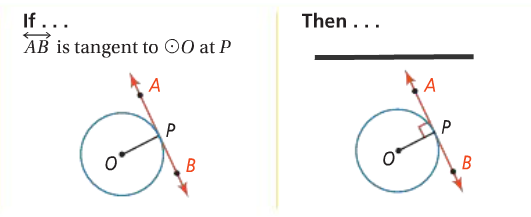 If . . .
Then . . .
AB is tangent to ⊙O at P
A
P
O
B
A
P
O
B